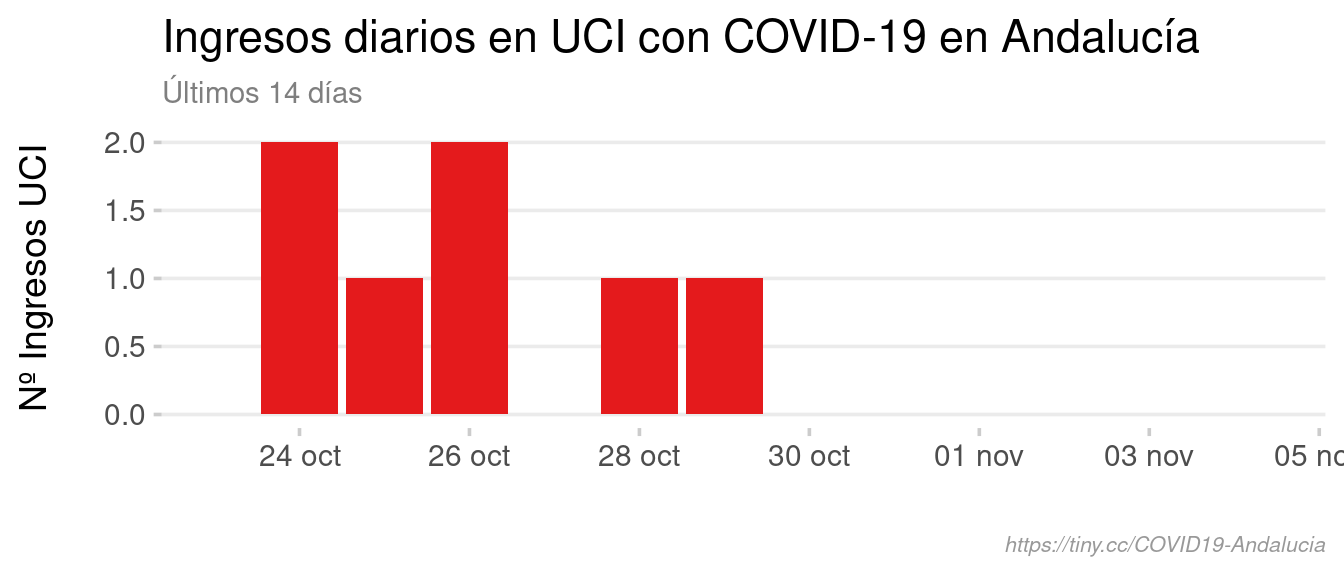 Ingresos diarios en UCI con COVID-19 en Andalucía
Últimos 14 días
Nº Ingresos UCI
2.0
1.5
1.0
0.5
0.0
24 oct 26 oct 28 oct 30 oct 01 nov 03 nov 05 no
https://tiny.cc/COVID19-Andalucia